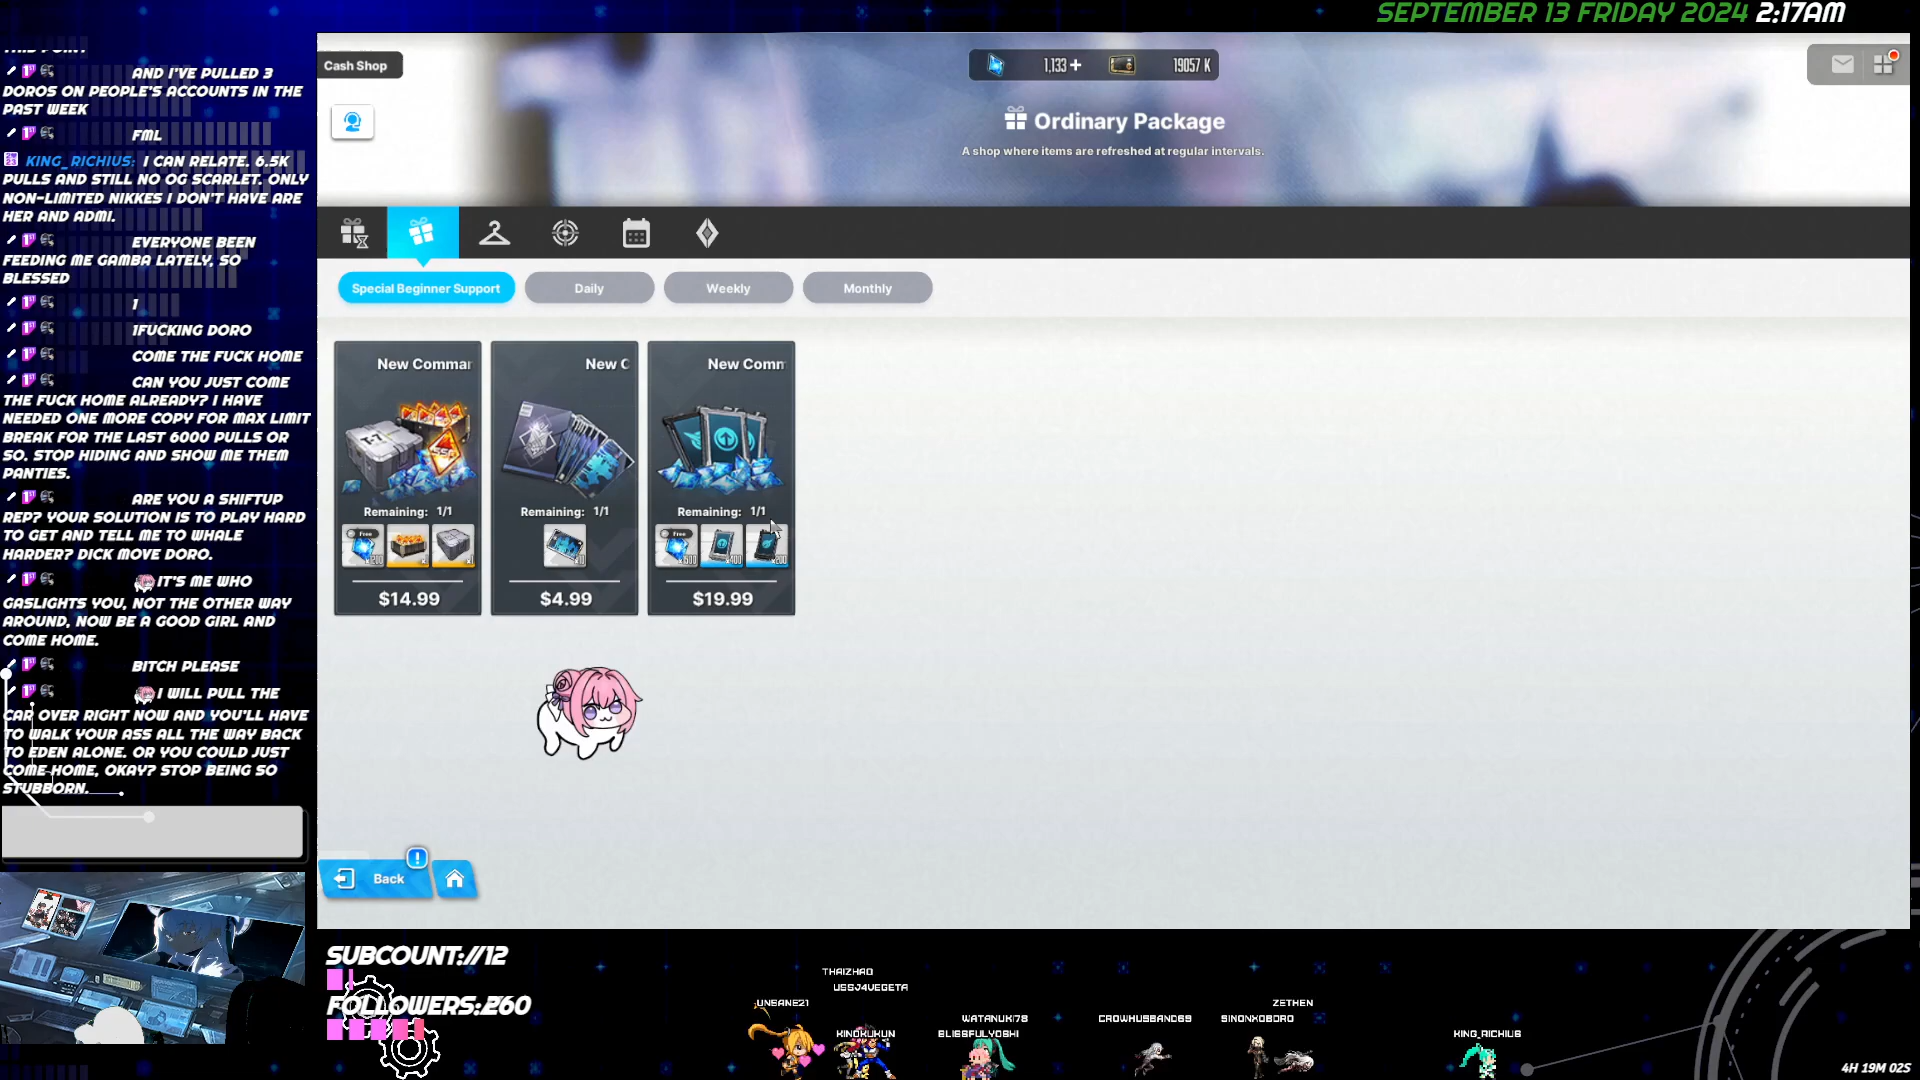 SEPTEMBER 13 FRIDAY 2024 2:17AM
THIS POINT
AND I'VE PULLED 3
DOROS ON PEOPLE'S ACCOUNTS IN THE
PAST WEEK
FML
KING_RICHIUS: I CAN RELATE. 6.5K
PULLS AND STILL NO OG SCARLET. ONLY
NON-LIMITED NIKKES I DON'T HAVE ARE
HER AND ADMI.
EVERYONE BEEN
FEEDING ME GAMBA LATELY, SO
BLESSED
1
1FUCKING DORO
COME THE FUCK HOME
CAN YOU JUST COME
THE FUCK HOME ALREADY? I HAVE
NEEDED ONE MORE COPY FOR MAX LIMIT
BREAK FOR THE LAST 6000 PULLS OR
SO. STOP HIDING AND SHOW ME THEM
PANTIES.
ARE YOU A SHIFTUP
REP? YOUR SOLUTION IS TO PLAY HARD
TO GET AND TELL ME TO WHALE
HARDER? DICK MOVE DORO.
IT'S ME WHO
GASLIGHTS YOU, NOT THE OTHER WAY
AROUND, NOW BE A GOOD GIRL AND
COME HOME.
BITCH PLEASE
I WILL PULL THE
CAR OVER RIGHT NOW AND YOU'LL HAVE
TO WALK YOUR ASS ALL THE WAY BACK
TO EDEN ALONE. OR YOU COULD JUST
COME HOME, OKAY? STOP BEING SO
STUBBORN.
Cash Shop
1,133 +
19057 K
Ordinary Package
A shop where items are refreshed at regular intervals.
Special Beginner Support
Daily
Weekly
Monthly
New Commar
Remaining: 1/1
$14.99
New C
Remaining: 1/1
$4.99
New Comm
Remaining: 1/1
$19.99
Back
SUBCOUNT://12
FOLLOWERS:260
THAIZHAO
USSJ4VEGETA
UNSANE21
KINOKUKUN
WATANUKI78
BLISSFULYOSHI
CROWHUSBAND69
ZETHEN
SINONXOBORO
KING_RICHIUS
4H 19M 02S